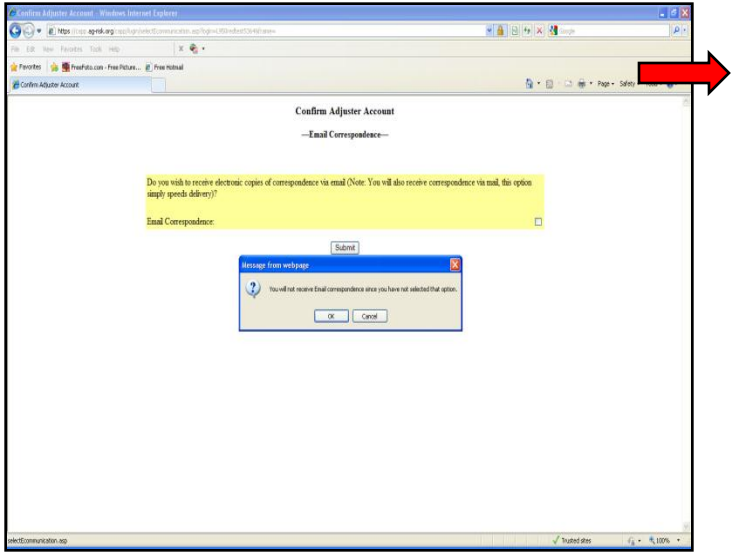 Confirm Adjuster Account - Windows Internet Explorer
Google
File Edit View Favorites Tools Help
Favorites FreeFoto.com - Free Picture... Free Hotmail
Confirm Adjuster Account
Page Safety
Confirm Adjuster Account
---Email Correspondence---
Do you wish to receive electronic copies of correspondence via email (Note: You will also receive correspondence via mail, this option
simply speeds delivery)?
Email Correspondence:
Submit
Message from webpage
You will not receive Email correspondence since you have not selected that option.
OK Cancel
selectEcommunication.asp
Trusted sites 100%